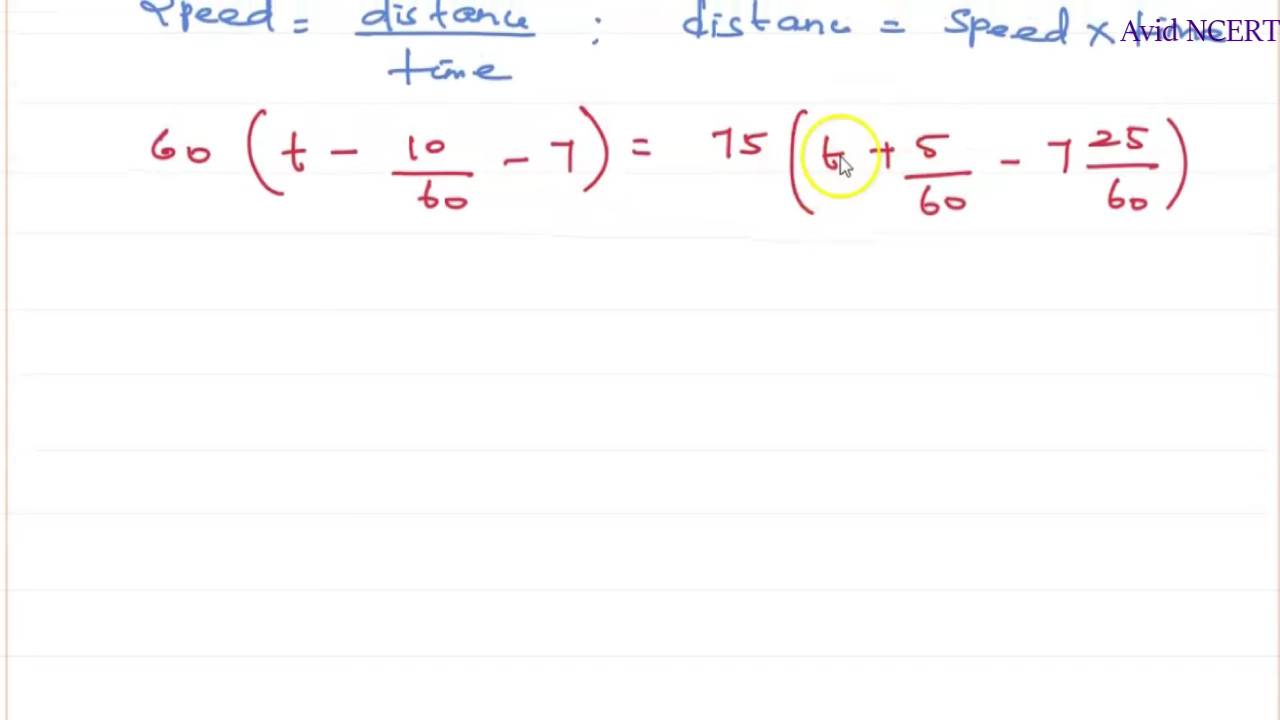 Speed = distance / time ; distance = speed × time
Avid NCERT
60 (t - 10/60 - 7) = 75 (t + 5/60 - 7 25/60)